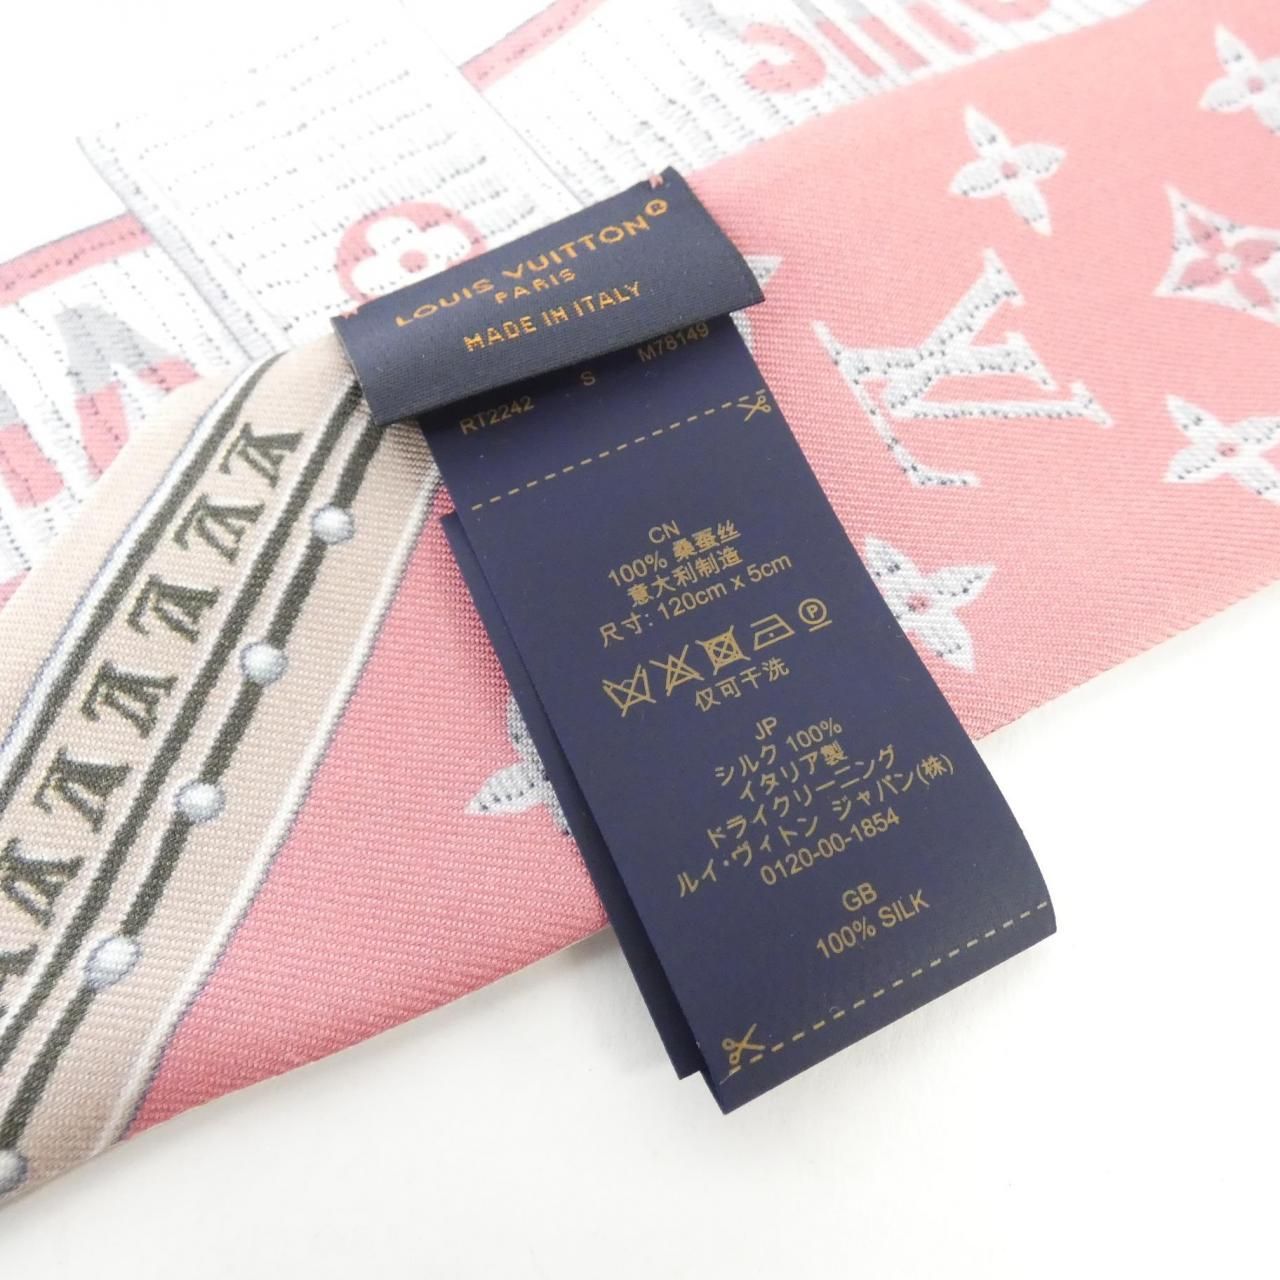 LOUIS VUITTON®
PARIS
MADE IN ITALY
RT2242 S M78149
CN
100% 桑蚕丝
意大利制造
尺寸: 120cm x 5cm
P
仅可干洗
JP
シルク 100%
イタリア製
ドライクリーニング
ルイ・ヴィトン ジャパン(株)
0120-00-1854
GB
100% SILK
LV